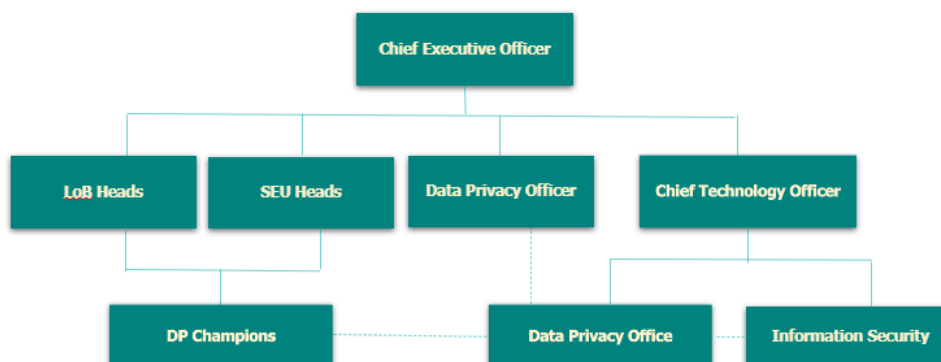 Chief Executive Officer
LoB Heads
SEU Heads
Data Privacy Officer
Chief Technology Officer
DP Champions
Data Privacy Office
Information Security